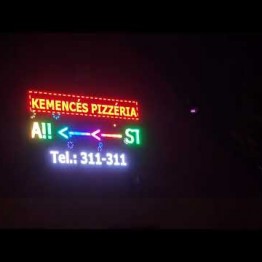 KEMENCÉS PIZZÉRIA
A!! <--<-- S1
Tel.: 311-311